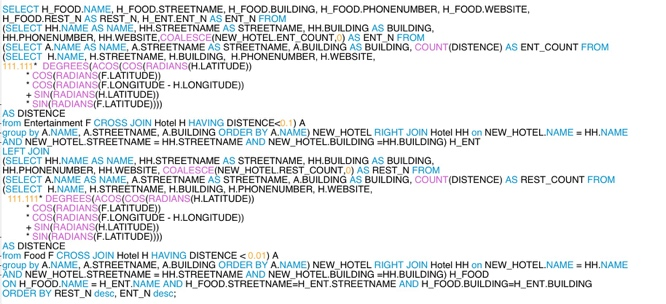 SELECT H_FOOD.NAME, H_FOOD.STREETNAME, H_FOOD.BUILDING, H_FOOD.PHONENUMBER, H_FOOD.WEBSITE,
H_FOOD.REST_N AS REST_N, H_ENT.ENT_N AS ENT_N FROM
(SELECT HH.NAME AS NAME, HH.STREETNAME AS STREETNAME, HH.BUILDING AS BUILDING,
HH.PHONENUMBER, HH.WEBSITE,COALESCE(NEW_HOTEL.ENT_COUNT,0) AS ENT_N FROM
(SELECT A.NAME AS NAME, A.STREETNAME AS STREETNAME, A.BUILDING AS BUILDING, COUNT(DISTENCE) AS ENT_COUNT FROM
(SELECT H.NAME, H.STREETNAME, H.BUILDING, H.PHONENUMBER, H.WEBSITE,
111.111* DEGREES(ACOS(COS(RADIANS(H.LATITUDE))
* COS(RADIANS(F.LATITUDE))
* COS(RADIANS(F.LONGITUDE - H.LONGITUDE))
+ SIN(RADIANS(H.LATITUDE))
* SIN(RADIANS(F.LATITUDE))))
AS DISTENCE
from Entertainment F CROSS JOIN Hotel H HAVING DISTENCE<0.1) A
group by A.NAME, A.STREETNAME, A.BUILDING ORDER BY A.NAME) NEW_HOTEL RIGHT JOIN Hotel HH on NEW_HOTEL.NAME = HH.NAME
AND NEW_HOTEL.STREETNAME = HH.STREETNAME AND NEW_HOTEL.BUILDING =HH.BUILDING) H_ENT
LEFT JOIN
(SELECT HH.NAME AS NAME, HH.STREETNAME AS STREETNAME, HH.BUILDING AS BUILDING,
HH.PHONENUMBER, HH.WEBSITE, COALESCE(NEW_HOTEL.REST_COUNT,0) AS REST_N FROM
(SELECT A.NAME AS NAME, A.STREETNAME AS STREETNAME, A.BUILDING AS BUILDING, COUNT(DISTENCE) AS REST_COUNT FROM
(SELECT H.NAME, H.STREETNAME, H.BUILDING, H.PHONENUMBER, H.WEBSITE,
111.111* DEGREES(ACOS(COS(RADIANS(H.LATITUDE))
* COS(RADIANS(F.LATITUDE))
* COS(RADIANS(F.LONGITUDE - H.LONGITUDE))
+ SIN(RADIANS(H.LATITUDE))
* SIN(RADIANS(F.LATITUDE))))
AS DISTENCE
from Food F CROSS JOIN Hotel H HAVING DISTENCE < 0.01) A
group by A.NAME, A.STREETNAME, A.BUILDING ORDER BY A.NAME) NEW_HOTEL RIGHT JOIN Hotel HH on NEW_HOTEL.NAME = HH.NAME
AND NEW_HOTEL.STREETNAME = HH.STREETNAME AND NEW_HOTEL.BUILDING =HH.BUILDING) H_FOOD
ON H_FOOD.NAME = H_ENT.NAME AND H_FOOD.STREETNAME=H_ENT.STREETNAME AND H_FOOD.BUILDING=H_ENT.BUILDING
ORDER BY REST_N desc, ENT_N desc;